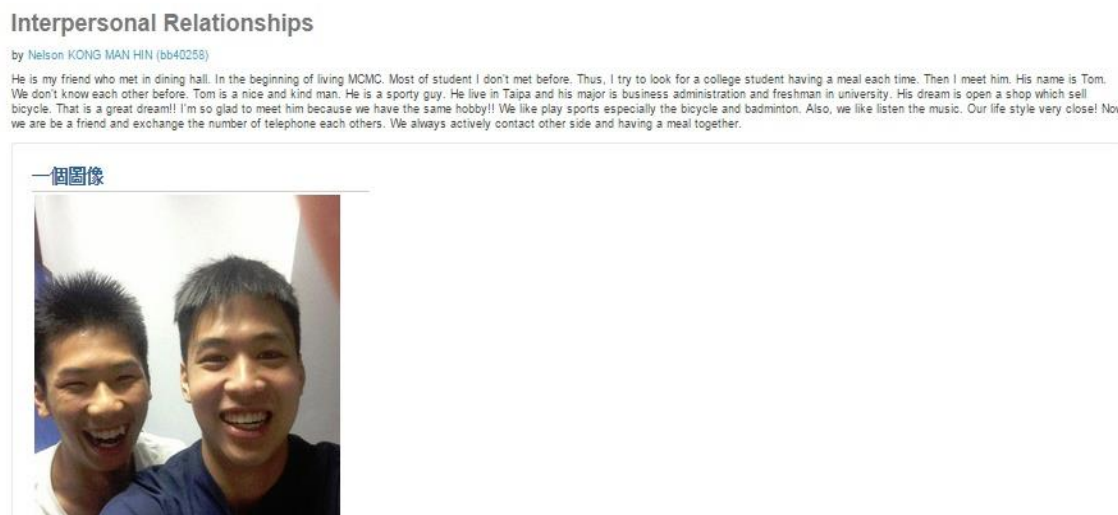 Interpersonal Relationships
by Nelson KONG MAN HIN (bb40258)
He is my friend who met in dining hall. In the beginning of living MCMC. Most of student I don't met before. Thus, I try to look for a college student having a meal each time. Then I meet him. His name is Tom.
We don't know each other before. Tom is a nice and kind man. He is a sporty guy. He live in Taipa and his major is business administration and freshman in university. His dream is open a shop which sell
bicycle. That is a great dream!! I'm so glad to meet him because we have the same hobby!! We like play sports especially the bicycle and badminton. Also, we like listen the music. Our life style very close! Now
we are be a friend and exchange the number of telephone each others. We always actively contact other side and having a meal together.
一個圖像